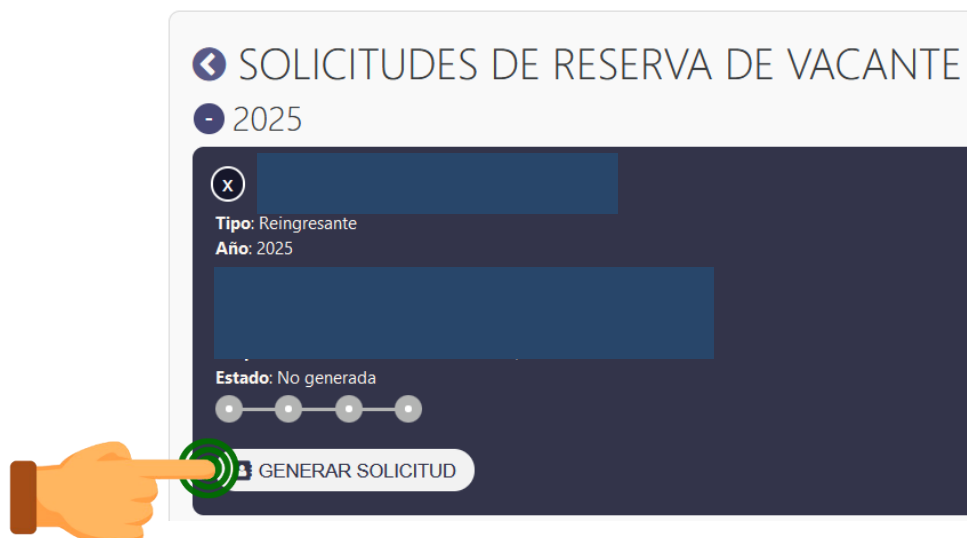 SOLICITUDES DE RESERVA DE VACANTE
- 2025
x
Tipo: Reingresante
Año: 2025
Estado: No generada
GENERAR SOLICITUD